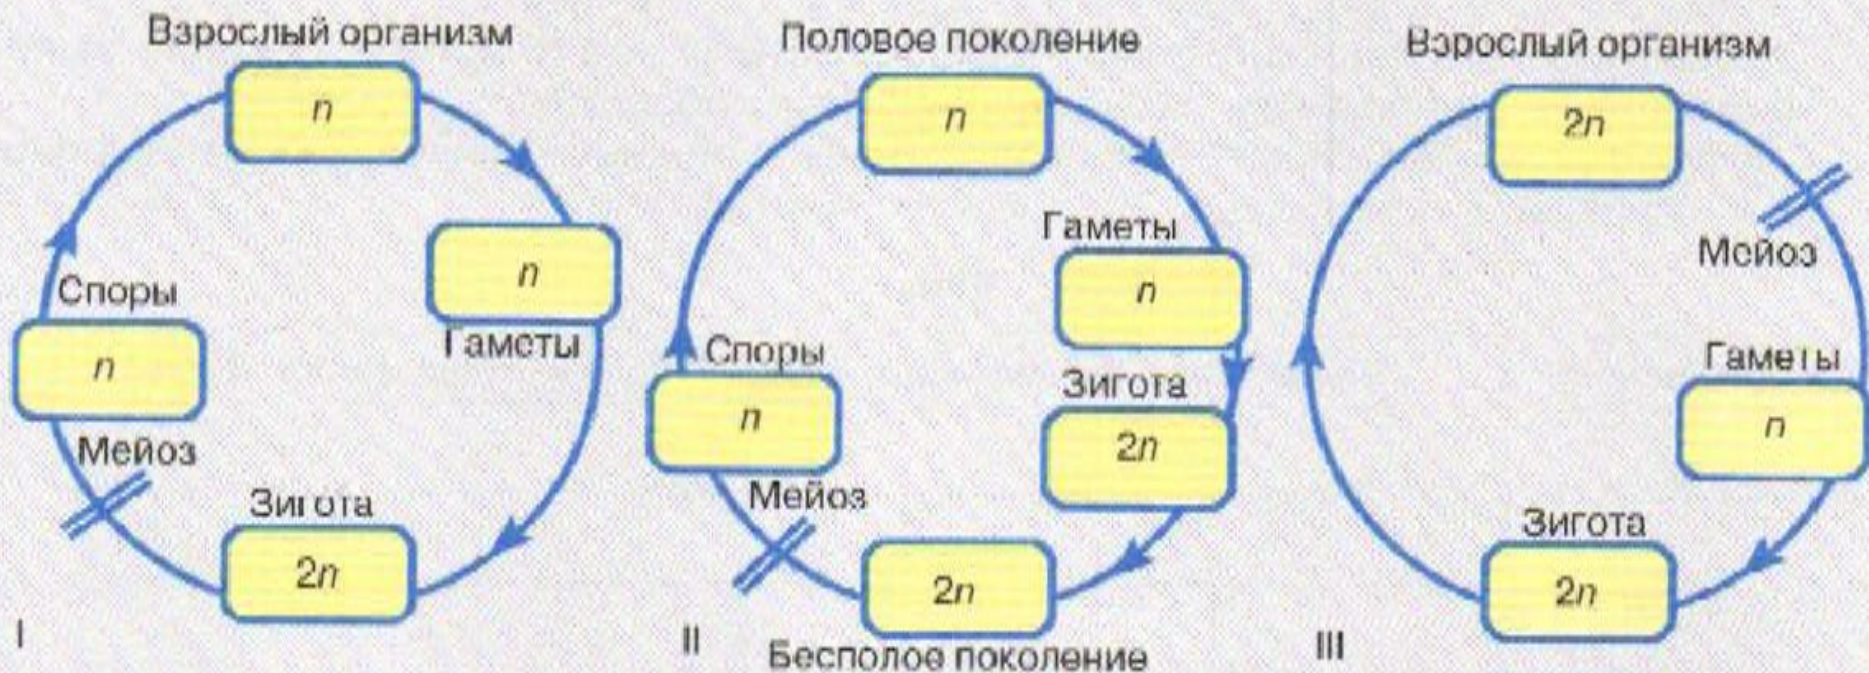 Взрослый организм
n
n
Гаметы
Споры
n
Мейоз
Зигота
2n
I
Половое поколение
n
Гаметы
n
Зигота
2n
Споры
n
Мейоз
2n
Бесполое поколение
II
Взрослый организм
2n
Мейоз
Гаметы
n
Зигота
2n
III